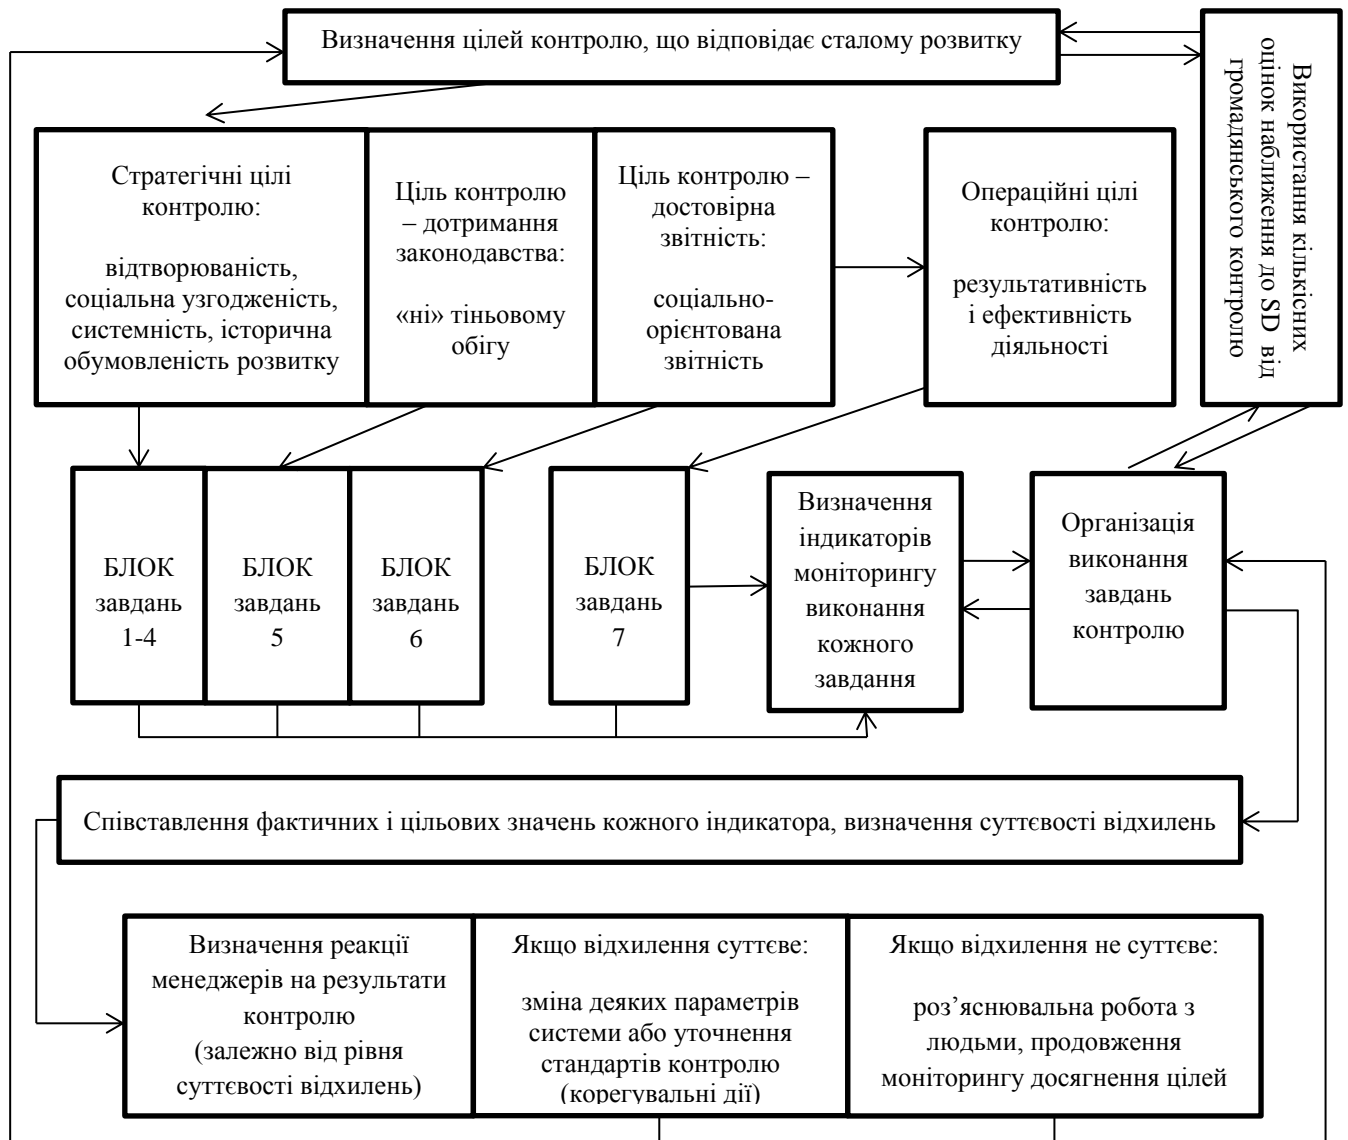 Визначення цілей контролю, що відповідає сталому розвитку
Використання кількісних
оцінок наближення до SD від
громадянського контролю
Стратегічні цілі
контролю:
відтворюваність,
соціальна узгодженість,
системність, історична
обумовленість розвитку
Ціль контролю
– дотримання
законодавства:
«ні» тіньовому
обігу
Ціль контролю –
достовірна
звітність:
соціально-
орієнтована
звітність
Операційні цілі
контролю:
результативність
і ефективність
діяльності
БЛОК
завдань
1-4
БЛОК
завдань
5
БЛОК
завдань
6
БЛОК
завдань
7
Визначення
індикаторів
моніторингу
виконання
кожного
завдання
Організація
виконання
завдань
контролю
Співставлення фактичних і цільових значень кожного індикатора, визначення суттєвості відхилень
Визначення реакції
менеджерів на результати
контролю
(залежно від рівня
суттєвості відхилень)
Якщо відхилення суттєве:
зміна деяких параметрів
системи або уточнення
стандартів контролю
(корегувальні дії)
Якщо відхилення не суттєве:
роз’яснювальна робота з
людьми, продовження
моніторингу досягнення цілей